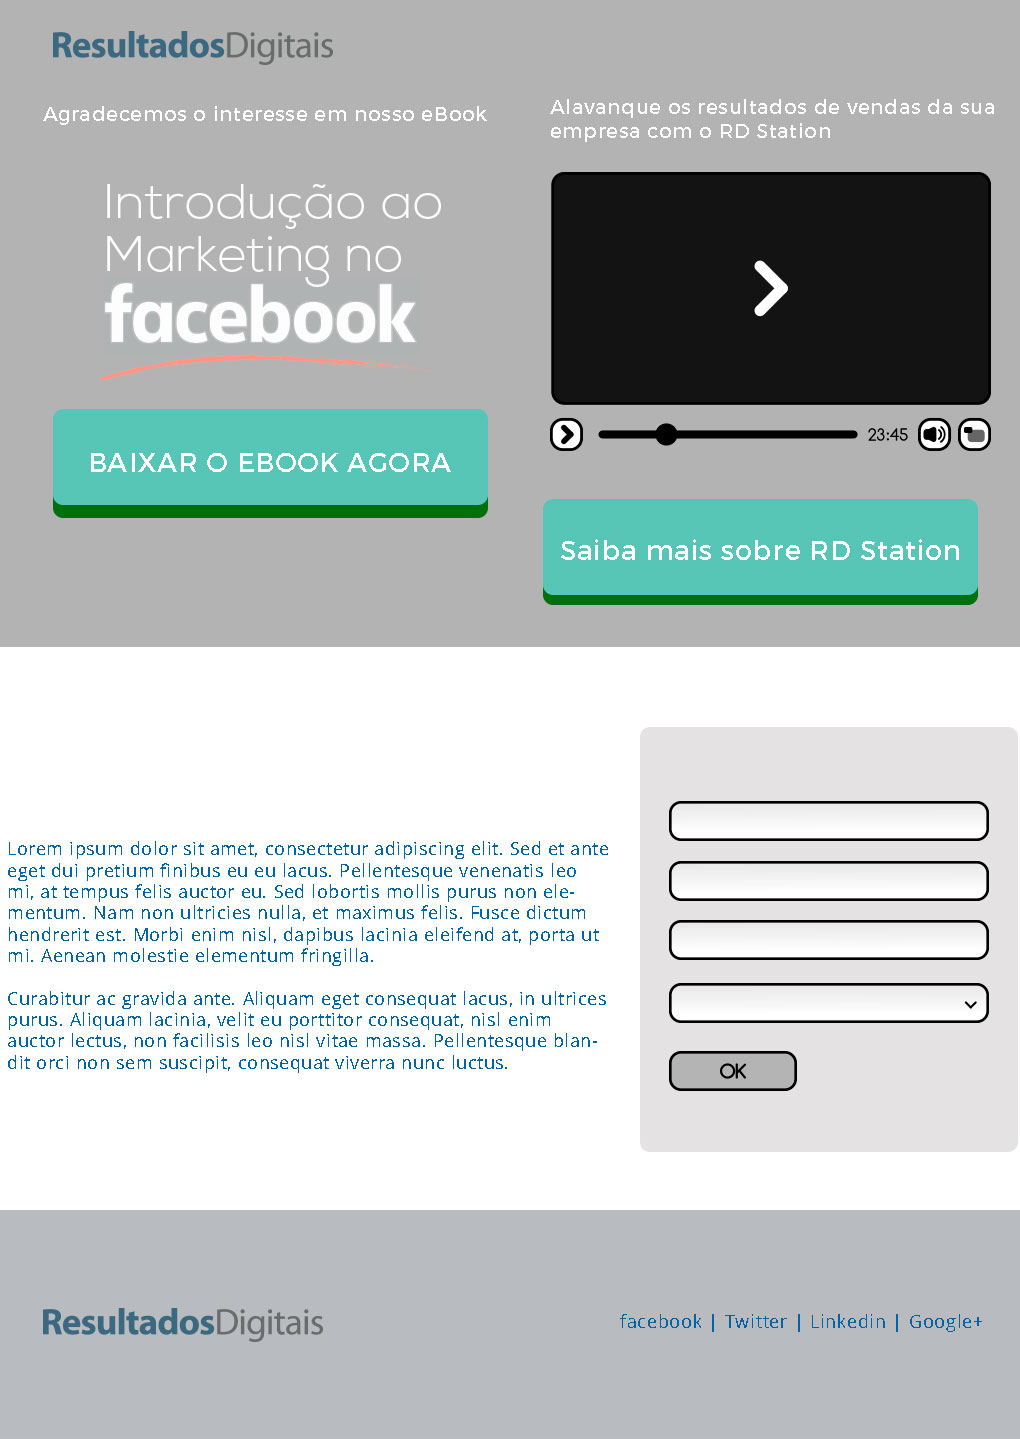 ResultadosDigitais
Agradecemos o interesse em nosso eBook
Introdução ao
Marketing no
facebook
BAIXAR O EBOOK AGORA
Alavanque os resultados de vendas da sua
empresa com o RD Station
23:45
Saiba mais sobre RD Station
Lorem ipsum dolor sit amet, consectetur adipiscing elit. Sed et ante
eget dui pretium finibus eu eu lacus. Pellentesque venenatis leo
mi, at tempus felis auctor eu. Sed lobortis mollis purus non ele-
mentum. Nam non ultricies nulla, et maximus felis. Fusce dictum
hendrerit est. Morbi enim nisl, dapibus lacinia eleifend at, porta ut
mi. Aenean molestie elementum fringilla.
Curabitur ac gravida ante. Aliquam eget consequat lacus, in ultrices
purus. Aliquam lacinia, velit eu porttitor consequat, nisl enim
auctor lectus, non facilisis leo nisl vitae massa. Pellentesque blan-
dit orci non sem suscipit, consequat viverra nunc luctus.
OK
ResultadosDigitais
facebook | Twitter | Linkedin | Google+